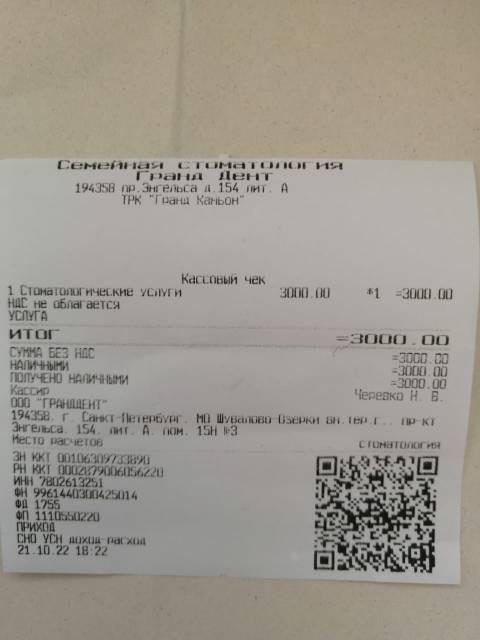 Семейная стоматология
Гранд Дент
194358 пр.Энгельса д.154 лит. А
ТРК "Гранд Каньон"
Кассовый чек
1 Стоматологические услуги 3000.00 *1 =3000.00
НДС не облагается
УСЛУГА
ИТОГ =3000.00
СУММА БЕЗ НДС =3000.00
НАЛИЧНЫМИ =3000.00
ПОЛУЧЕНО НАЛИЧНЫМИ =3000.00
Кассир Черевко Н. В.
ООО "ГРАНДДЕНТ"
194358. г. Санкт-Петербург. МО Шувалово-Озерки вн.тер.г.. пр-кт
Энгельса. 154. лит. А. пом. 15Н №3
Место расчетов стоматология
ЗН ККТ 00106309733890
РН ККТ 0002879006056220
ИНН 7802613251
ФН 9961440300425014
ФД 1755
ФП 1110550220
ПРИХОД
СНО УСН доход-расход
21.10.22 18:22